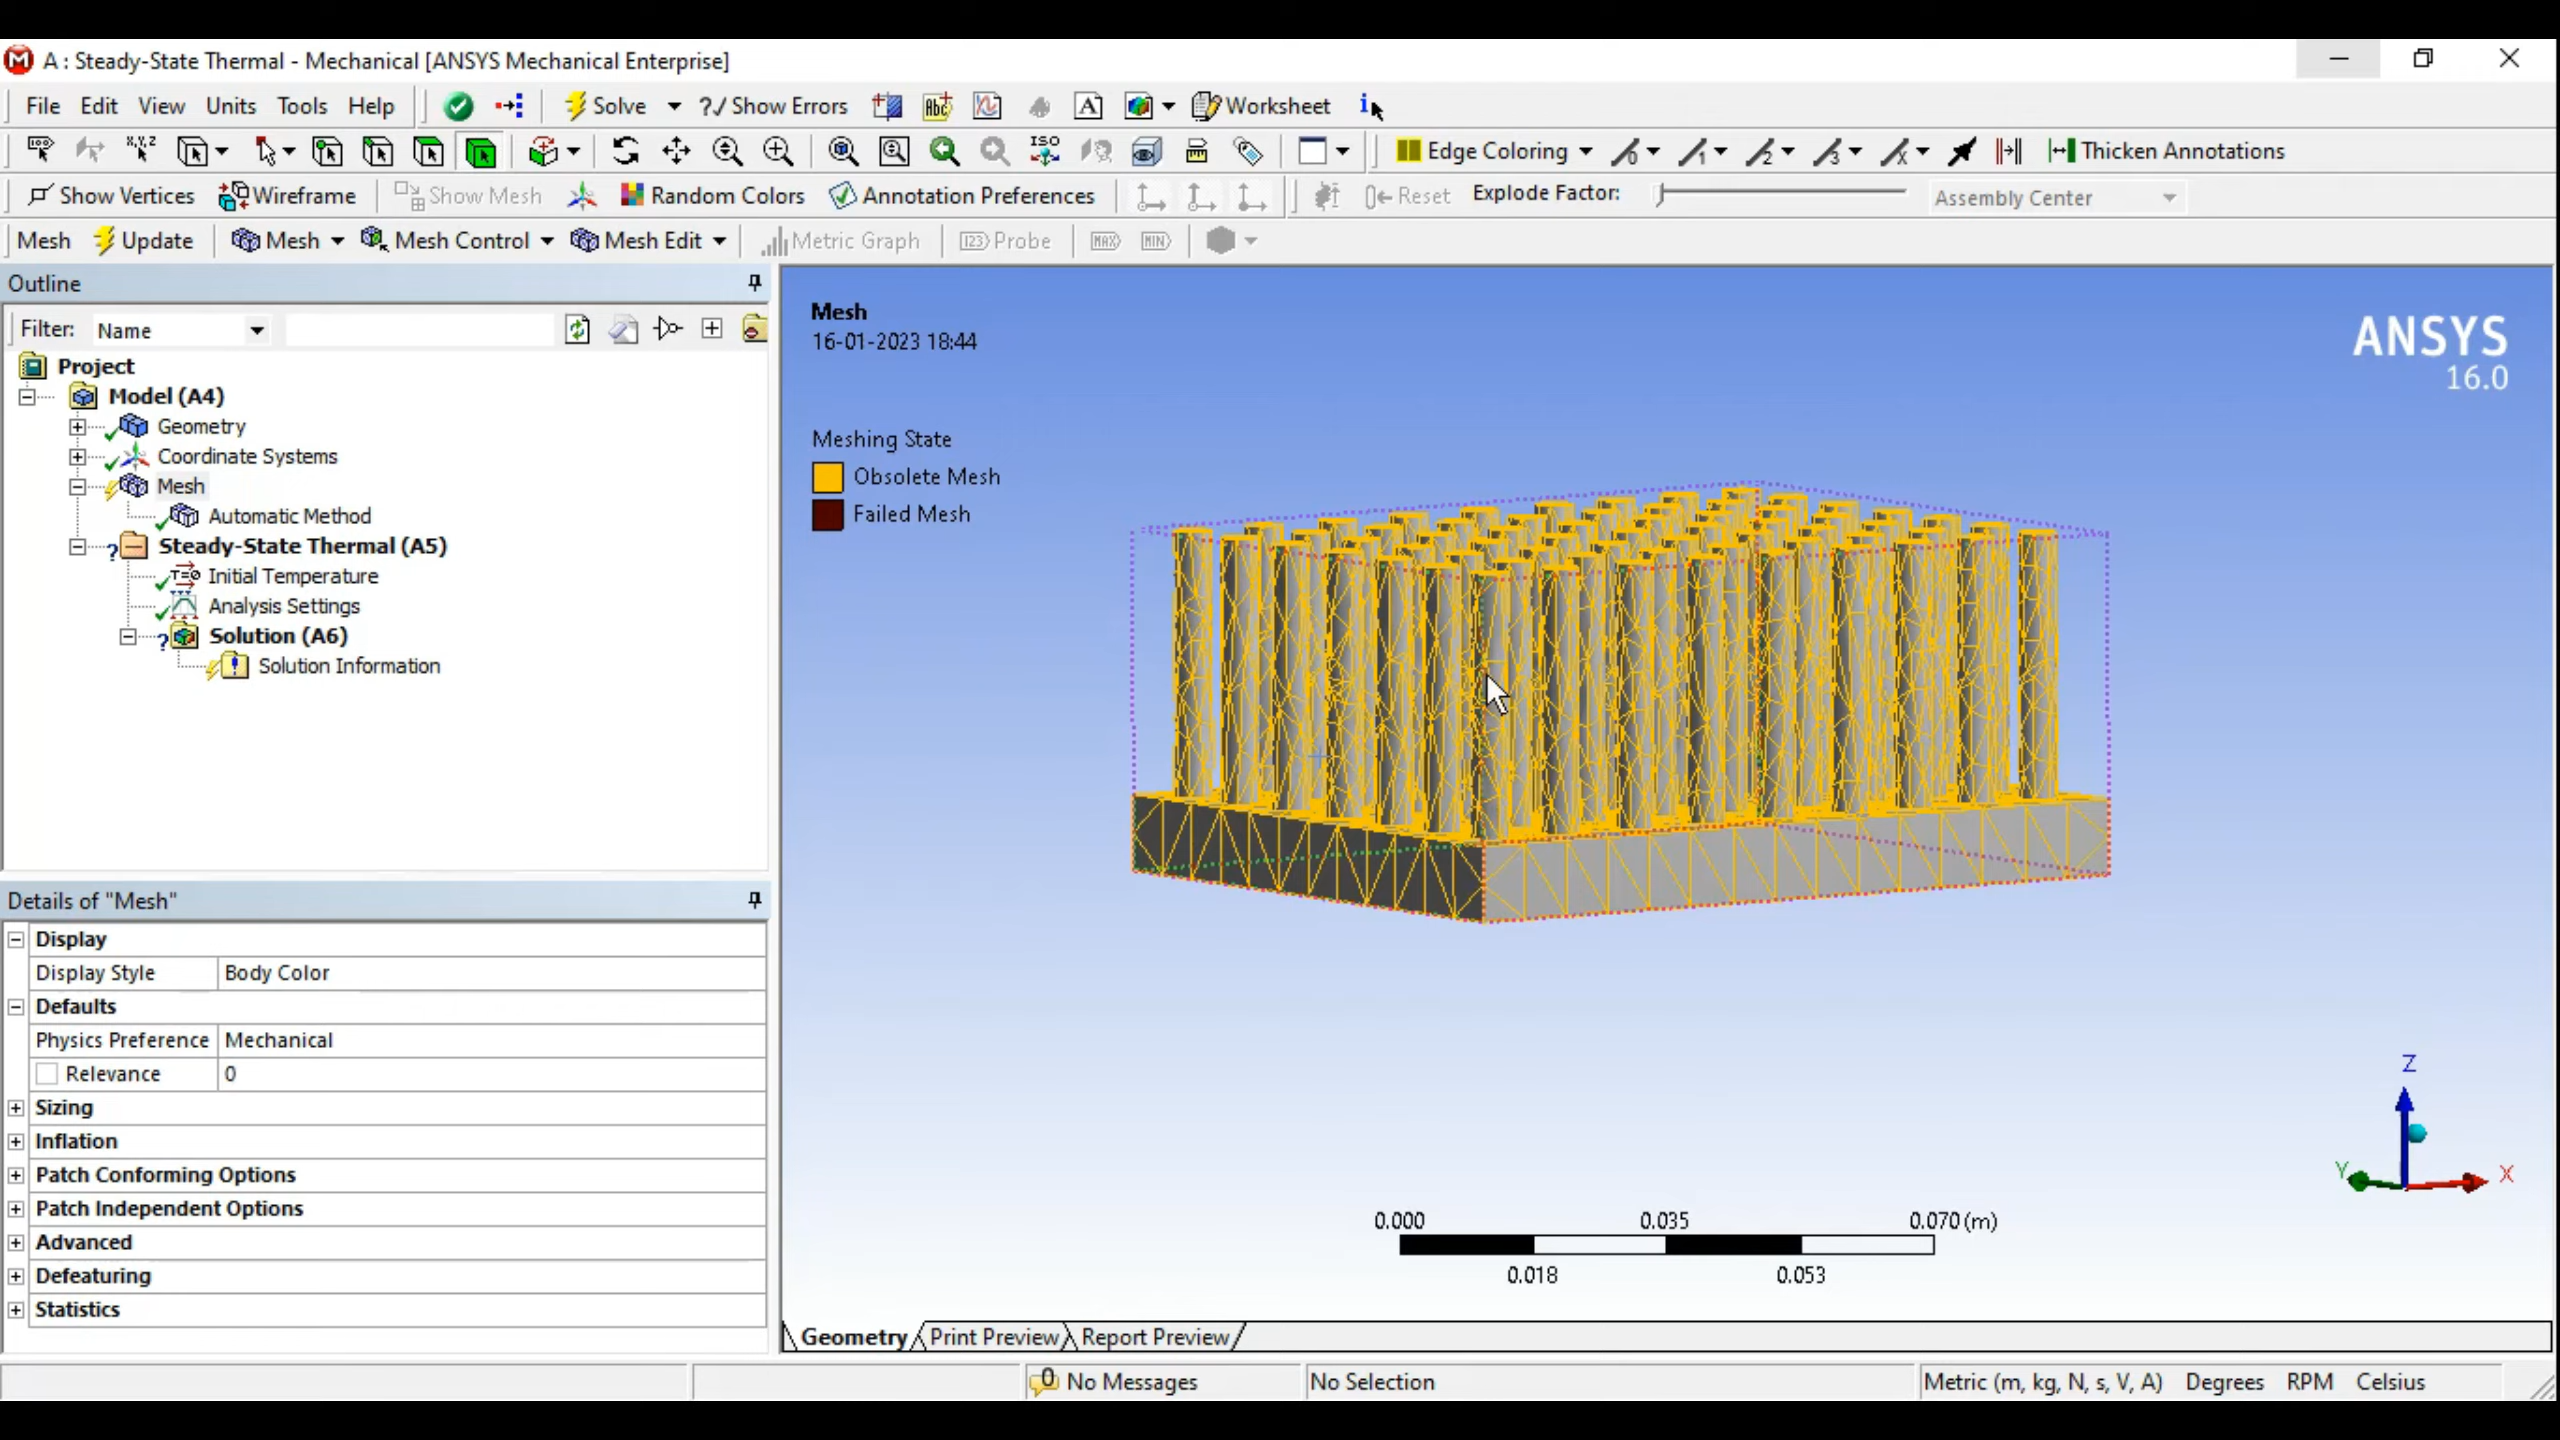 A : Steady-State Thermal - Mechanical [ANSYS Mechanical Enterprise]
File Edit View Units Tools Help Solve ?/ Show Errors Worksheet
Edge Coloring Thicken Annotations
Show Vertices Wireframe Show Mesh Random Colors Annotation Preferences Reset Explode Factor: Assembly Center
Mesh Update Mesh Mesh Control Mesh Edit Metric Graph Probe MAX MIN
Outline
Filter: Name
Project
Model (A4)
Geometry
Coordinate Systems
Mesh
Automatic Method
Steady-State Thermal (A5)
Initial Temperature
Analysis Settings
Solution (A6)
Solution Information
Details of "Mesh"
Display
Display Style Body Color
Defaults
Physics Preference Mechanical
Relevance 0
Sizing
Inflation
Patch Conforming Options
Patch Independent Options
Advanced
Defeaturing
Statistics
Mesh
16-01-2023 18:44
Meshing State
Obsolete Mesh
Failed Mesh
ANSYS
16.0
Z
Y
X
0.000 0.035 0.070 (m)
0.018 0.053
Geometry Print Preview Report Preview
0 No Messages No Selection Metric (m, kg, N, s, V, A) Degrees RPM Celsius